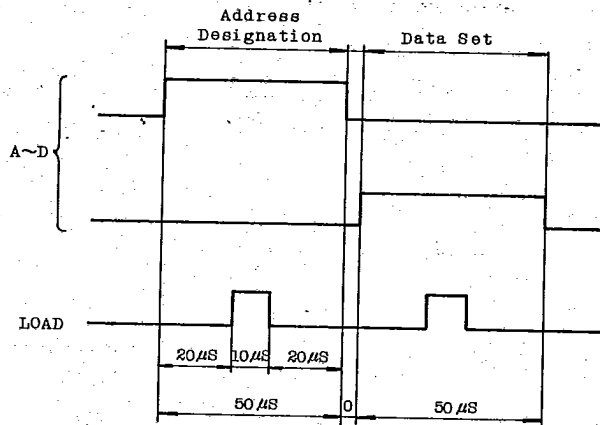 Address
Designation
Data Set
A~D
LOAD
20μS 10μS 20μS
50μS 0 50μS